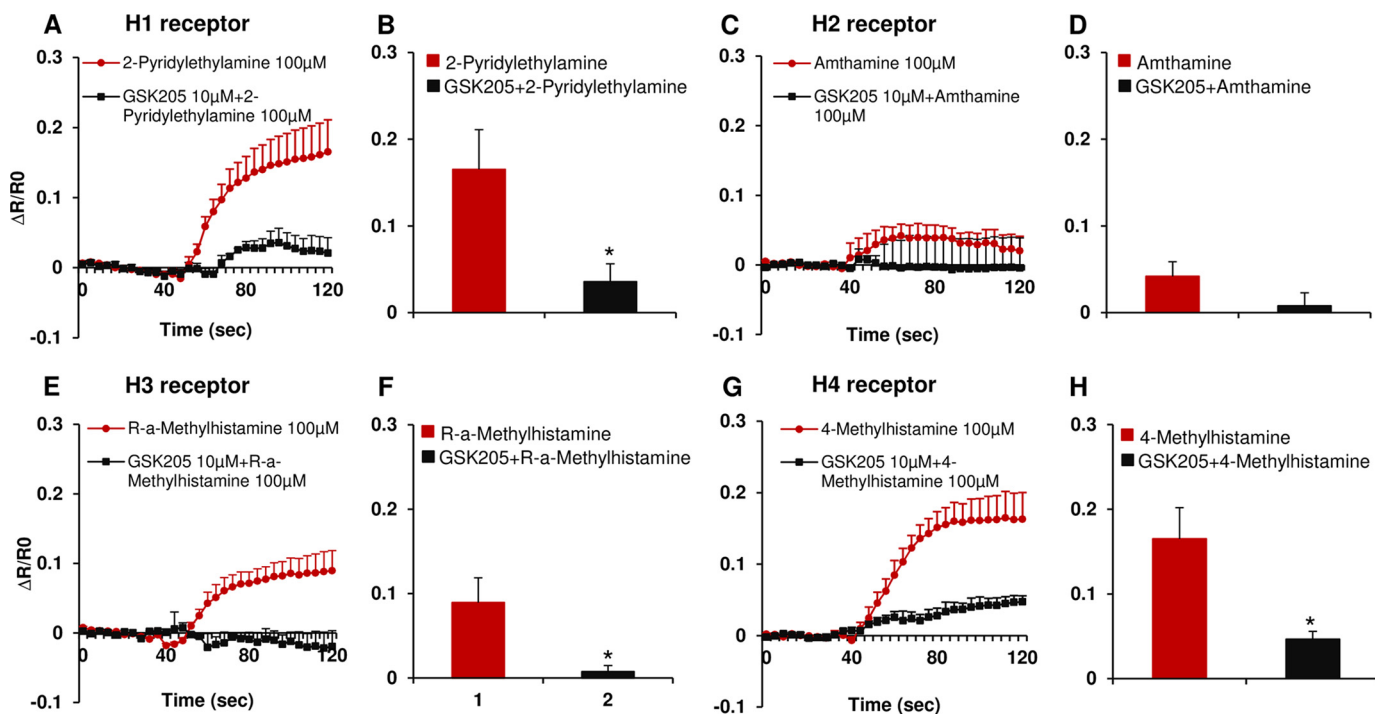 A H1 receptor
2-Pyridylethylamine 100µM
GSK205 10µM+2-
Pyridylethylamine 100µM
0.3
0.2
0.1
0
-0.1
ΔR/R0
0 40 80 120
Time (sec)
B
2-Pyridylethylamine
GSK205+2-Pyridylethylamine
0.3
0.2
0.1
0
*
C H2 receptor
Amthamine 100µM
GSK205 10µM+Amthamine
100µM
0.3
0.2
0.1
0
-0.1
0 40 80 120
Time (sec)
D
Amthamine
GSK205+Amthamine
0.3
0.2
0.1
0
E H3 receptor
R-a-Methylhistamine 100µM
GSK205 10µM+R-a-
Methylhistamine 100µM
0.3
0.2
0.1
0
-0.1
ΔR/R0
0 40 80 120
Time (sec)
F
R-a-Methylhistamine
GSK205+R-a-Methylhistamine
0.3
0.2
0.1
0
*
1 2
G H4 receptor
4-Methylhistamine 100µM
GSK205 10µM+4-
Methylhistamine 100µM
0.3
0.2
0.1
0
-0.1
0 40 80 120
Time (sec)
H
4-Methylhistamine
GSK205+4-Methylhistamine
0.3
0.2
0.1
0
*